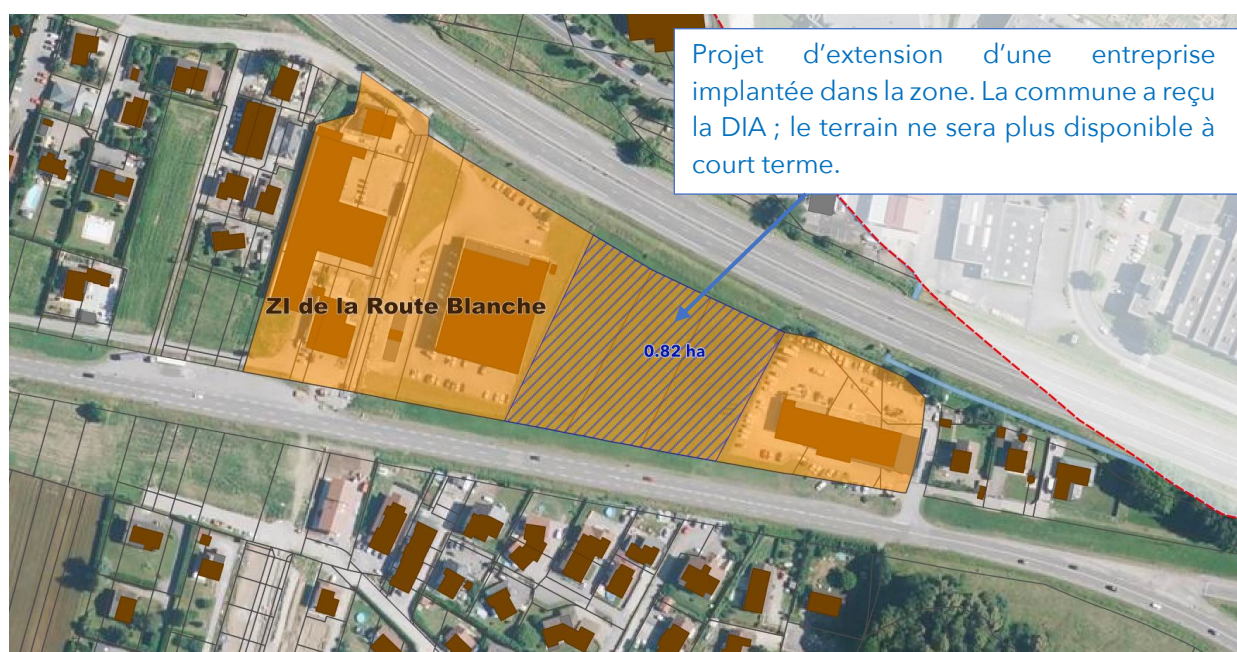 Projet d'extension d'une entreprise
implantée dans la zone. La commune a reçu
la DIA ; le terrain ne sera plus disponible à
court terme.
ZI de la Route Blanche
0.82 ha